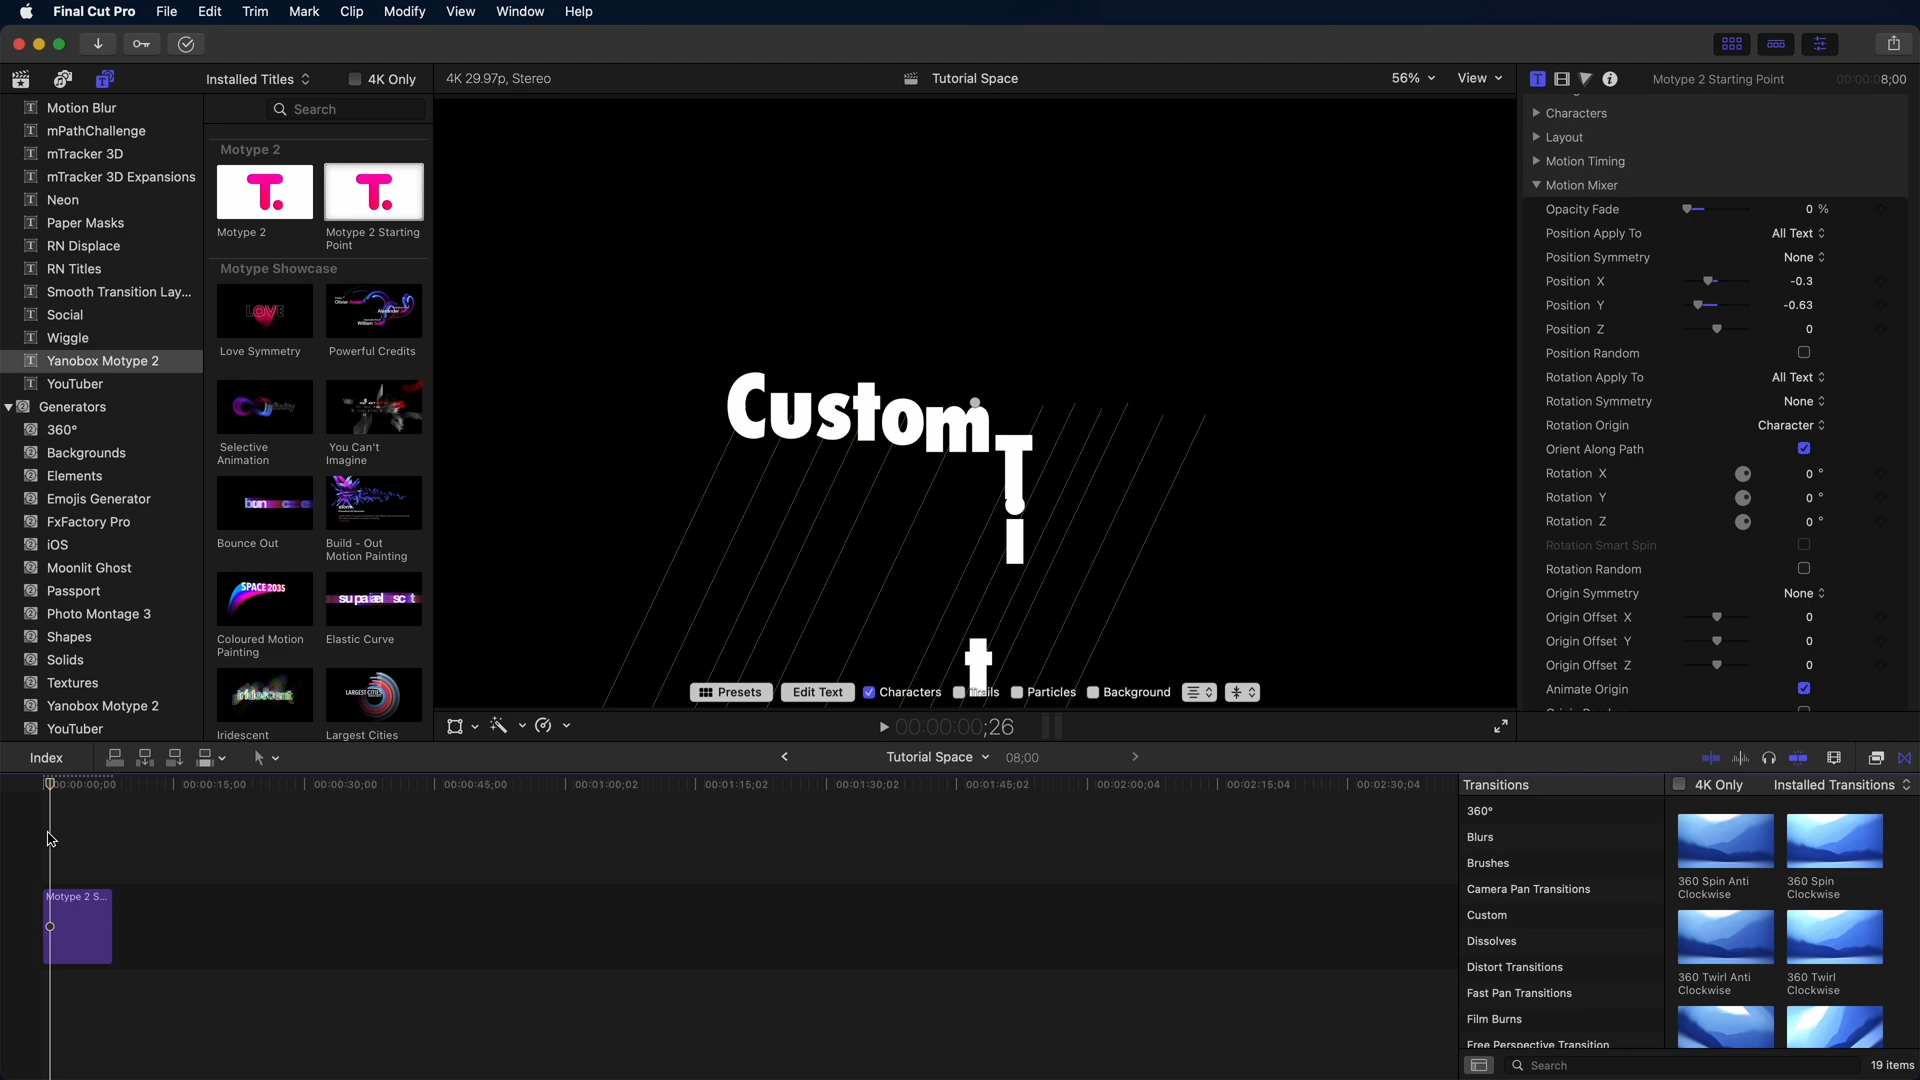 Final Cut Pro File Edit Trim Mark Clip Modify View Window Help
Installed Titles 4K Only
4K 29.97p, Stereo
Tutorial Space
56% View
Motype 2 Starting Point 00:00:08;00
Motion Blur
mPathChallenge
mTracker 3D
mTracker 3D Expansions
Neon
Paper Masks
RN Displace
RN Titles
Smooth Transition Lay...
Social
Wiggle
Yanobox Motype 2
YouTuber
Generators
360°
Backgrounds
Elements
Emojis Generator
FxFactory Pro
iOS
Moonlit Ghost
Passport
Photo Montage 3
Shapes
Solids
Textures
Yanobox Motype 2
YouTuber
Search
Motype 2
T. T.
Motype 2
Motype 2 Starting
Point
Motype Showcase
LOVE
Love Symmetry
Powerful Credits
Selective
Animation
You Can't
Imagine
Bounce Out
Build - Out
Motion Painting
SPACE 2035
Coloured Motion
Painting
Elastic Curve
Iridescent
LARGEST CITIES
Iridescent
Largest Cities
Custom
T
i
t
Presets Edit Text Characters Trails Particles Background
00:00:00;26
Characters
Layout
Motion Timing
Motion Mixer
Opacity Fade 0 %
Position Apply To All Text
Position Symmetry None
Position X -0.3
Position Y -0.63
Position Z 0
Position Random
Rotation Apply To All Text
Rotation Symmetry None
Rotation Origin Character
Orient Along Path
Rotation X 0 °
Rotation Y 0 °
Rotation Z 0 °
Rotation Smart Spin
Rotation Random
Origin Symmetry None
Origin Offset X 0
Origin Offset Y 0
Origin Offset Z 0
Animate Origin
Index
Tutorial Space 08;00
00:00:00;00 00:00:15;00 00:00:30;00 00:00:45;00 00:01:00;02 00:01:15;02 00:01:30;02 00:01:45;02 00:02:00;04 00:02:15;04 00:02:30;04
Motype 2 S...
Transitions
4K Only Installed Transitions
360°
Blurs
Brushes
Camera Pan Transitions
Custom
Dissolves
Distort Transitions
Fast Pan Transitions
Film Burns
Free Perspective Transition
360 Spin Anti
Clockwise
360 Spin
Clockwise
360 Twirl Anti
Clockwise
360 Twirl
Clockwise
Search
19 items